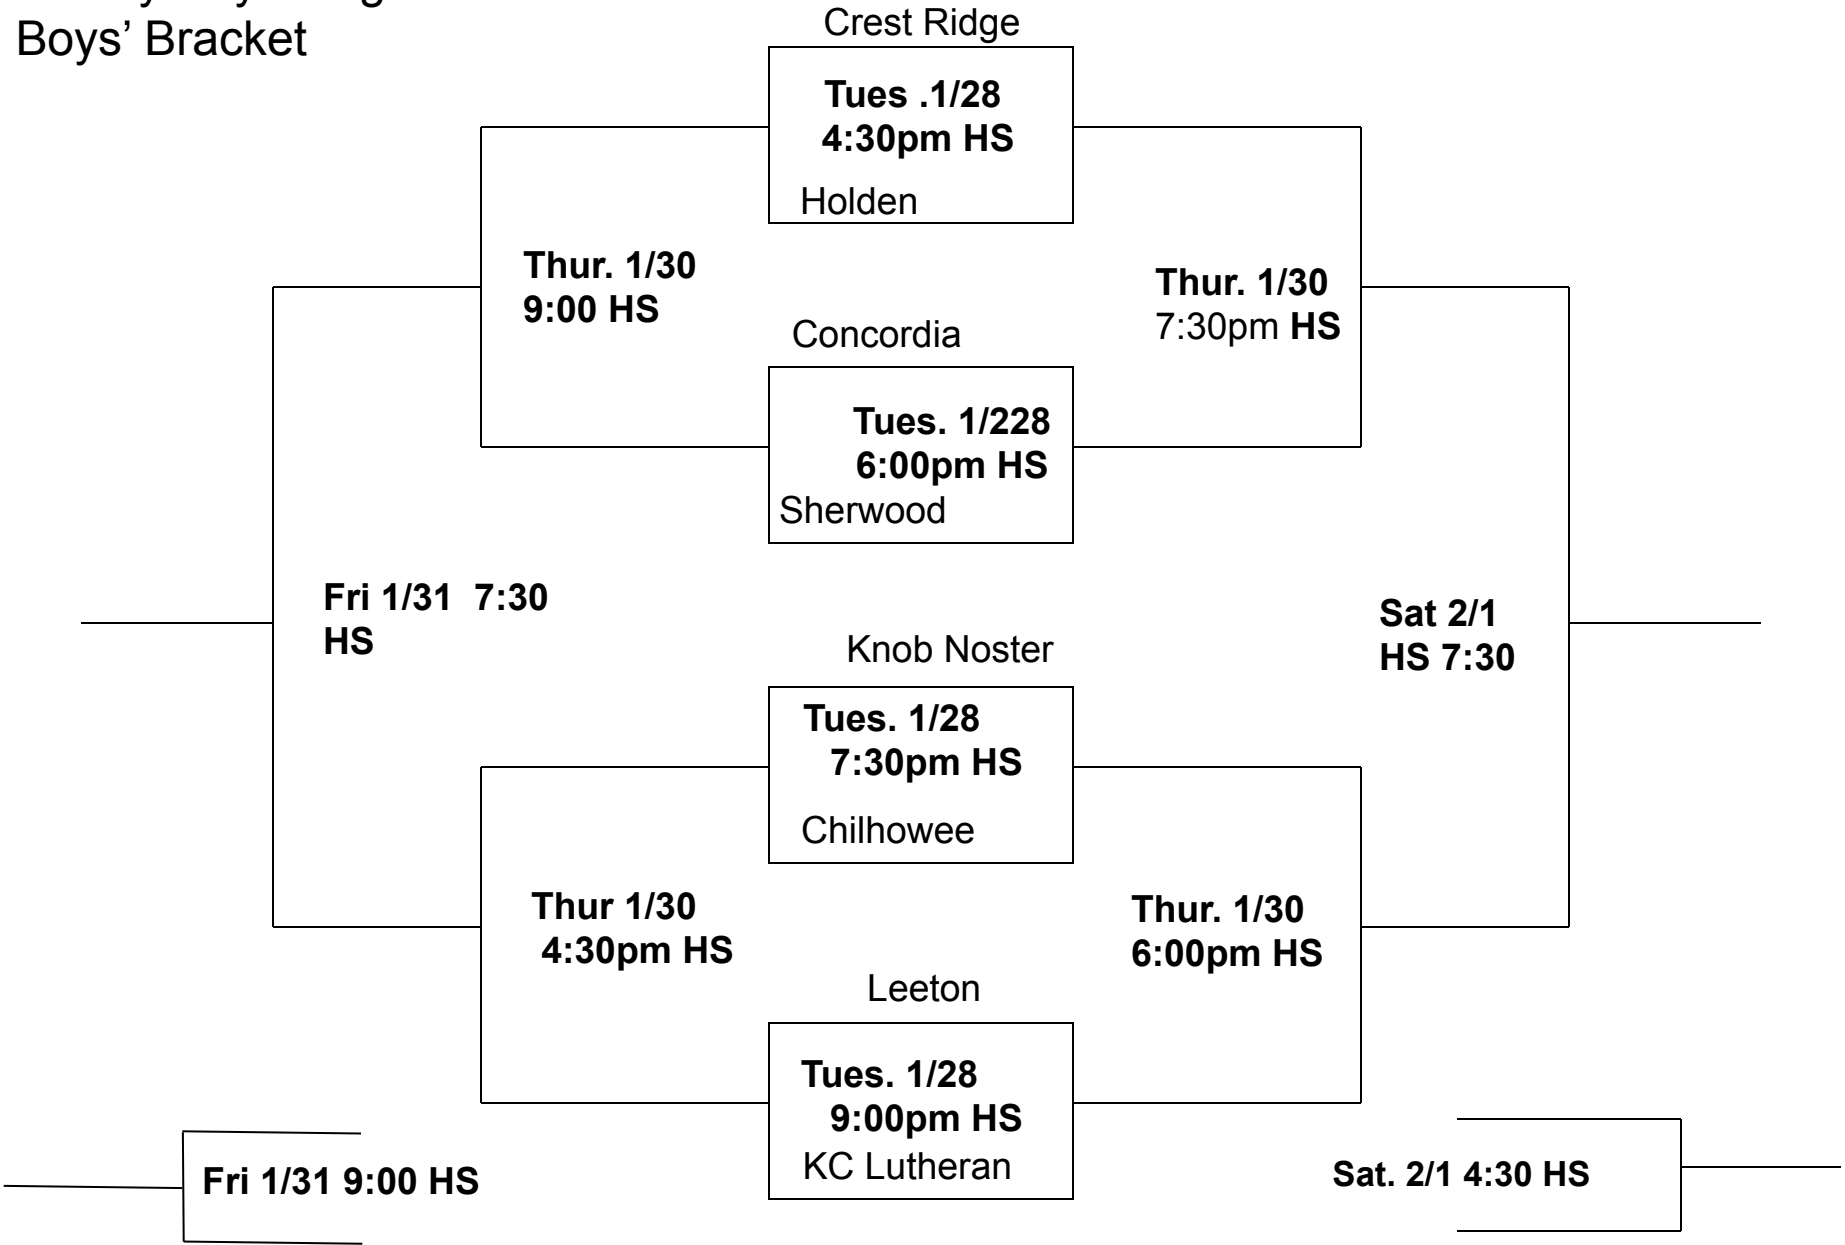 Boys’ Bracket
Crest Ridge
Tues .1/28
4:30pm HS
Holden
Thur. 1/30
9:00 HS
Thur. 1/30
7:30pm HS
Concordia
Tues. 1/228
6:00pm HS
Sherwood
Fri 1/31  7:30
HS
Sat 2/1
HS 7:30
Knob Noster
Tues. 1/28
7:30pm HS
Chilhowee
Thur 1/30
4:30pm HS
Thur. 1/30
6:00pm HS
Leeton
Tues. 1/28
9:00pm HS
KC Lutheran
Fri 1/31 9:00 HS
Sat. 2/1 4:30 HS